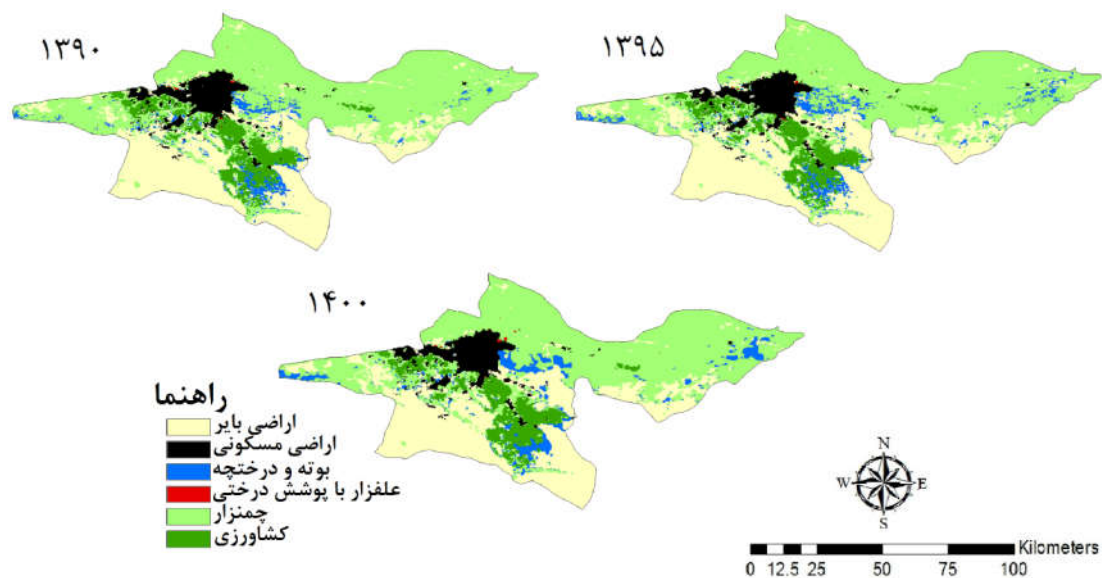 ۱۳۹۰
۱۳۹۵
۱۴۰۰
راهنما
اراضی بایر
اراضی مسکونی
بوته و درختچه
علفزار با پوشش درختی
چمنزار
کشاورزی
N
W E
S
Kilometers
0 12.5 25 50 75 100